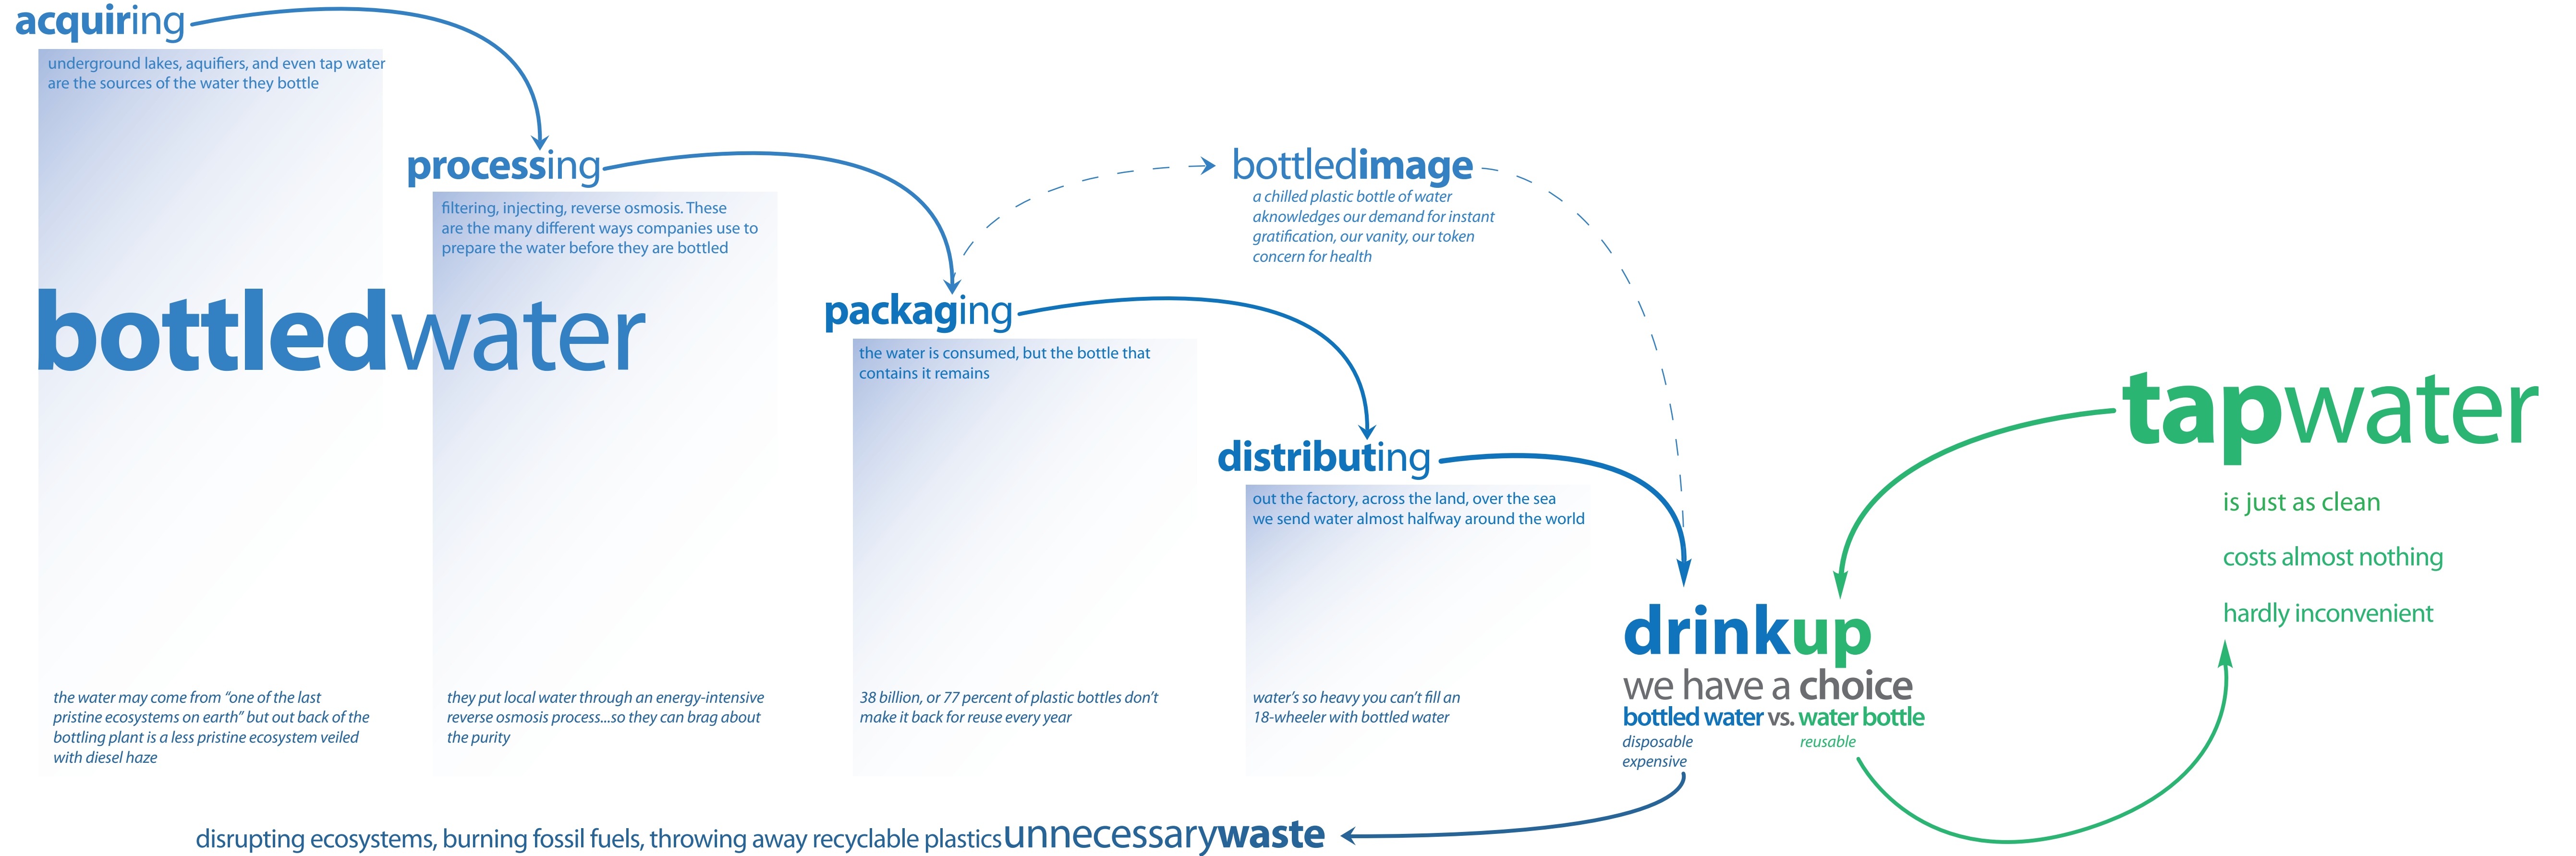 acquiring
underground lakes, aquifiers, and even tap water
are the sources of the water they bottle
processing
filtering, injecting, reverse osmosis. These
are the many different ways companies use to
prepare the water before they are bottled
bottledimage
a chilled plastic bottle of water
aknowledges our demand for instant
gratification, our vanity, our token
concern for health
bottledwater
packaging
the water is consumed, but the bottle that
contains it remains
distributing
out the factory, across the land, over the sea
we send water almost halfway around the world
tapwater
is just as clean
costs almost nothing
hardly inconvenient
the water may come from “one of the last
pristine ecosystems on earth” but out back of the
bottling plant is a less pristine ecosystem veiled
with diesel haze
they put local water through an energy-intensive
reverse osmosis process...so they can brag about
the purity
38 billion, or 77 percent of plastic bottles don’t
make it back for reuse every year
water’s so heavy you can’t fill an
18-wheeler with bottled water
drinkup
we have a choice
bottled water vs. water bottle
disposable
expensive
reusable
disrupting ecosystems, burning fossil fuels, throwing away recyclable plastics unnecessarywaste